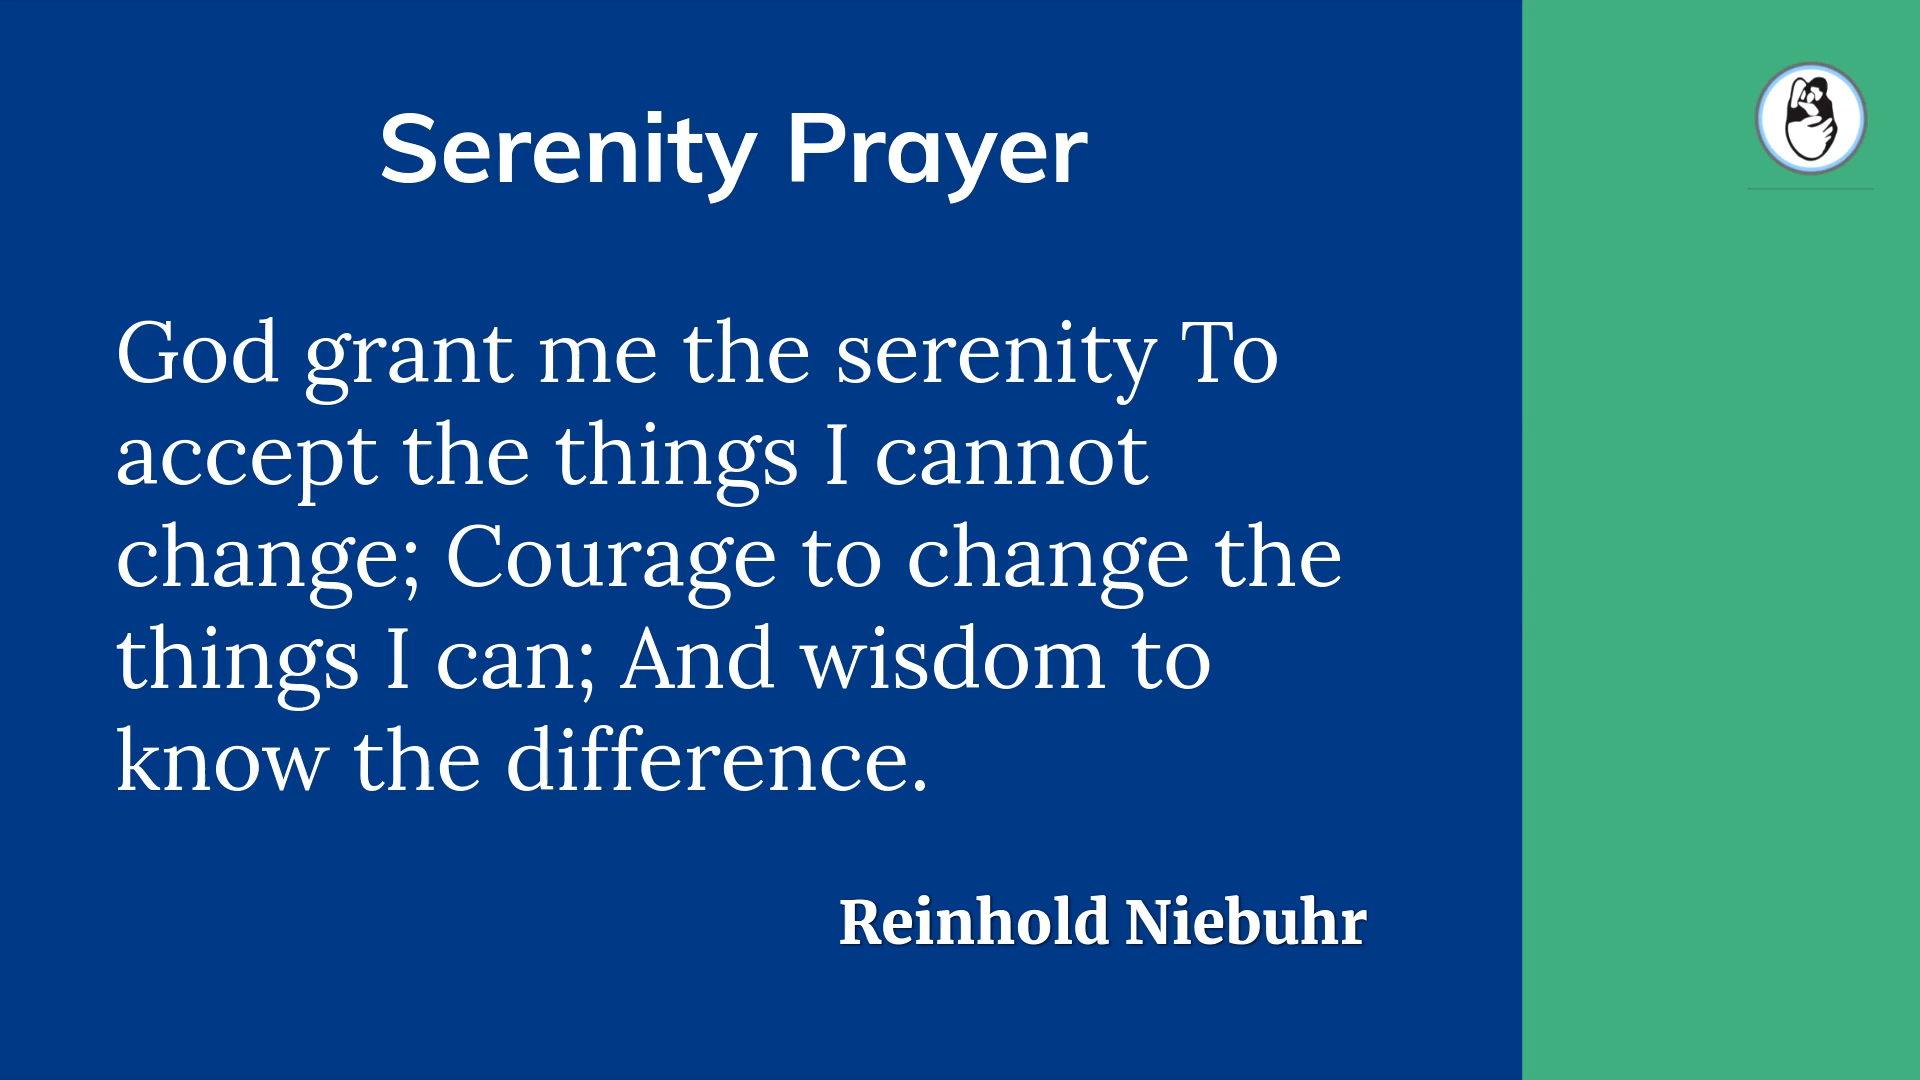 Serenity Prayer
God grant me the serenity To
accept the things I cannot
change; Courage to change the
things I can; And wisdom to
know the difference.
Reinhold Niebuhr